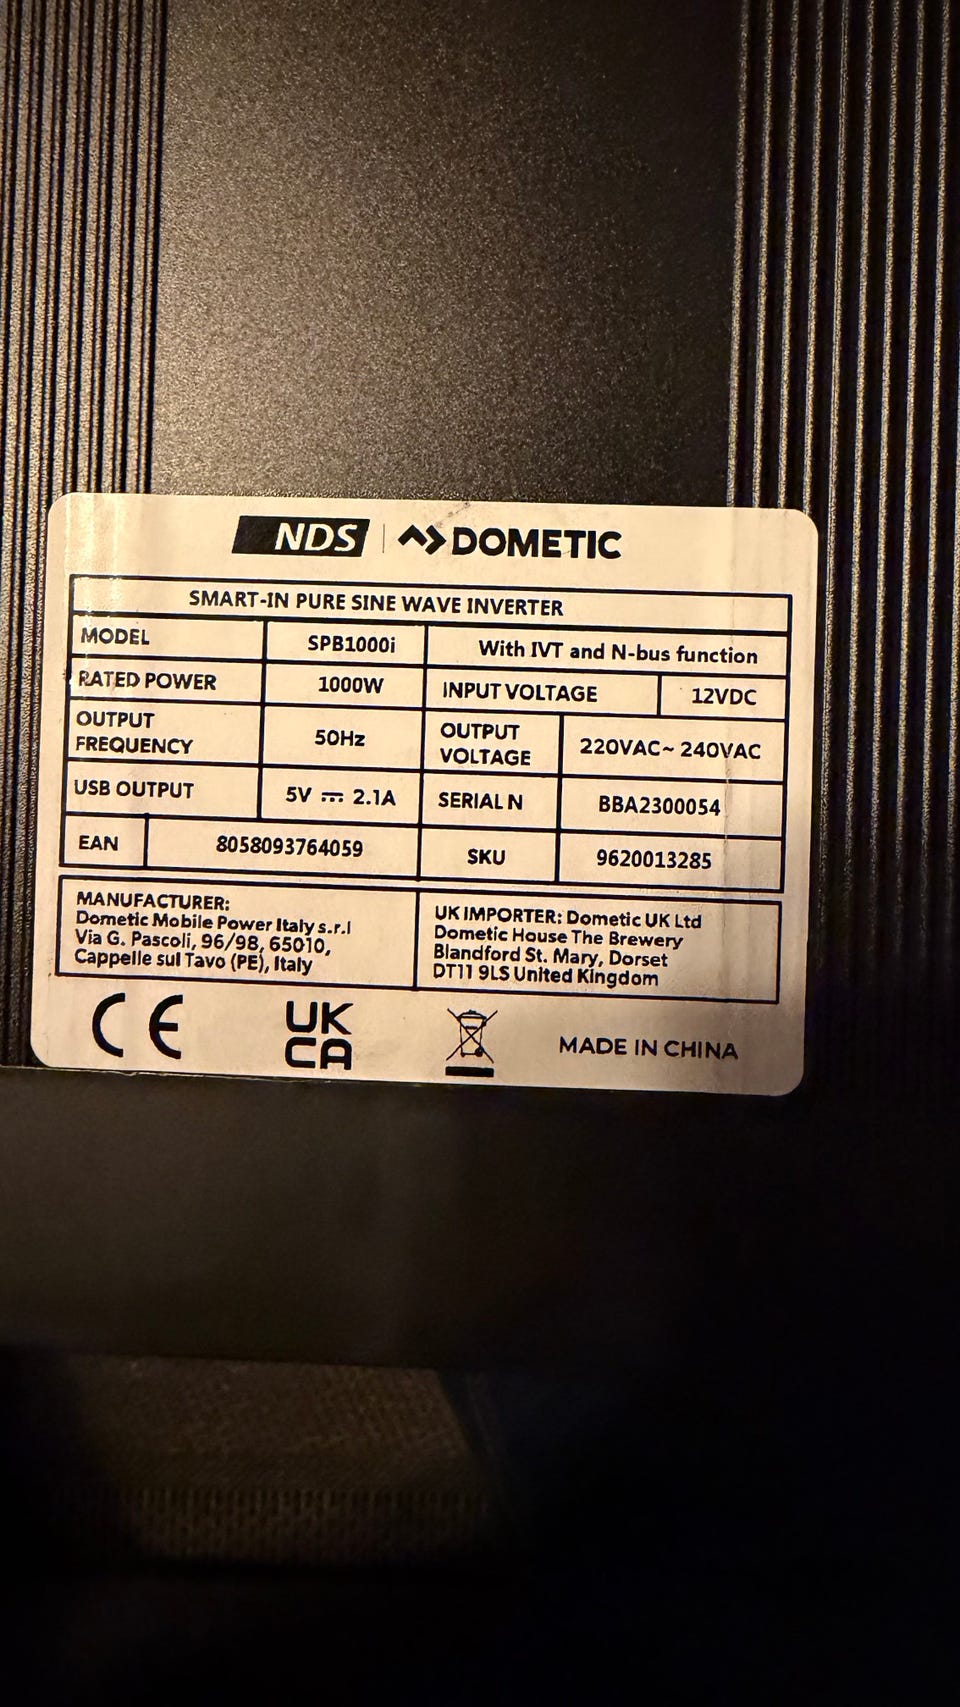 NDS | DOMETIC
SMART-IN PURE SINE WAVE INVERTER
MODEL SPB1000i With IVT and N-bus function
RATED POWER 1000W INPUT VOLTAGE 12VDC
OUTPUT FREQUENCY 50Hz OUTPUT VOLTAGE 220VAC~ 240VAC
USB OUTPUT 5V ⎓ 2.1A SERIAL N BBA2300054
EAN 8058093764059 SKU 9620013285
MANUFACTURER:
Dometic Mobile Power Italy s.r.l
Via G. Pascoli, 96/98, 65010,
Cappelle sul Tavo (PE), Italy
UK IMPORTER: Dometic UK Ltd
Dometic House The Brewery
Blandford St. Mary, Dorset
DT11 9LS United Kingdom
CE UK CA MADE IN CHINA